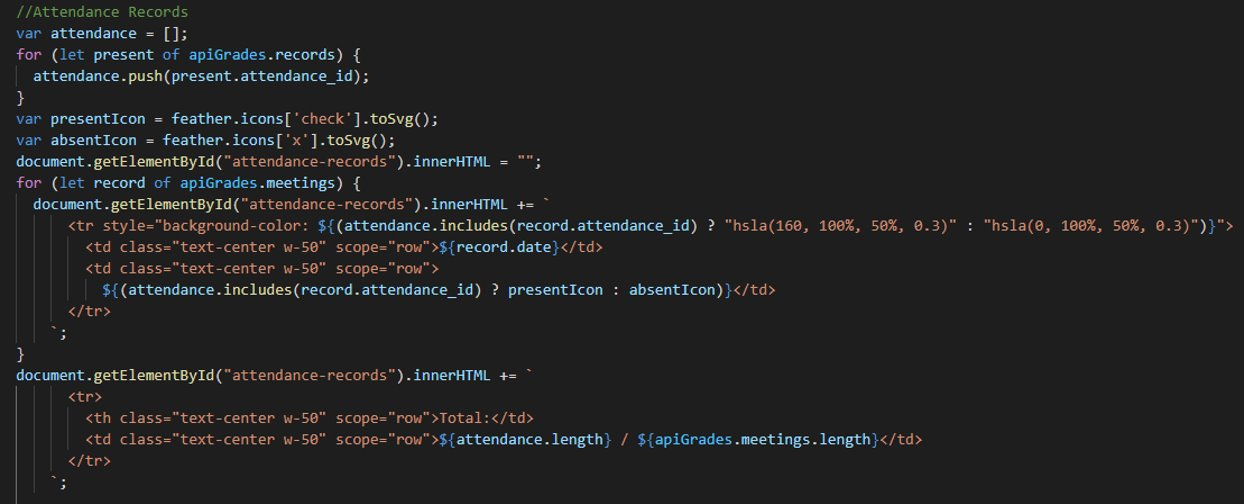 //Attendance Records
var attendance = [];
for (let present of apiGrades.records) {
  attendance.push(present.attendance_id);
}
var presentIcon = feather.icons['check'].toSvg();
var absentIcon = feather.icons['x'].toSvg();
document.getElementById("attendance-records").innerHTML = "";
for (let record of apiGrades.meetings) {
  document.getElementById("attendance-records").innerHTML += `
      <tr style="background-color: ${(attendance.includes(record.attendance_id) ? "hsla(160, 100%, 50%, 0.3)" : "hsla(0, 100%, 50%, 0.3)")}">
        <td class="text-center w-50" scope="row">${record.date}</td>
        <td class="text-center w-50" scope="row">
          ${(attendance.includes(record.attendance_id) ? presentIcon : absentIcon)}</td>
      </tr>
    `;
}
document.getElementById("attendance-records").innerHTML += `
      <tr>
        <th class="text-center w-50" scope="row">Total:</td>
        <td class="text-center w-50" scope="row">${attendance.length} / ${apiGrades.meetings.length}</td>
      </tr>
    `;